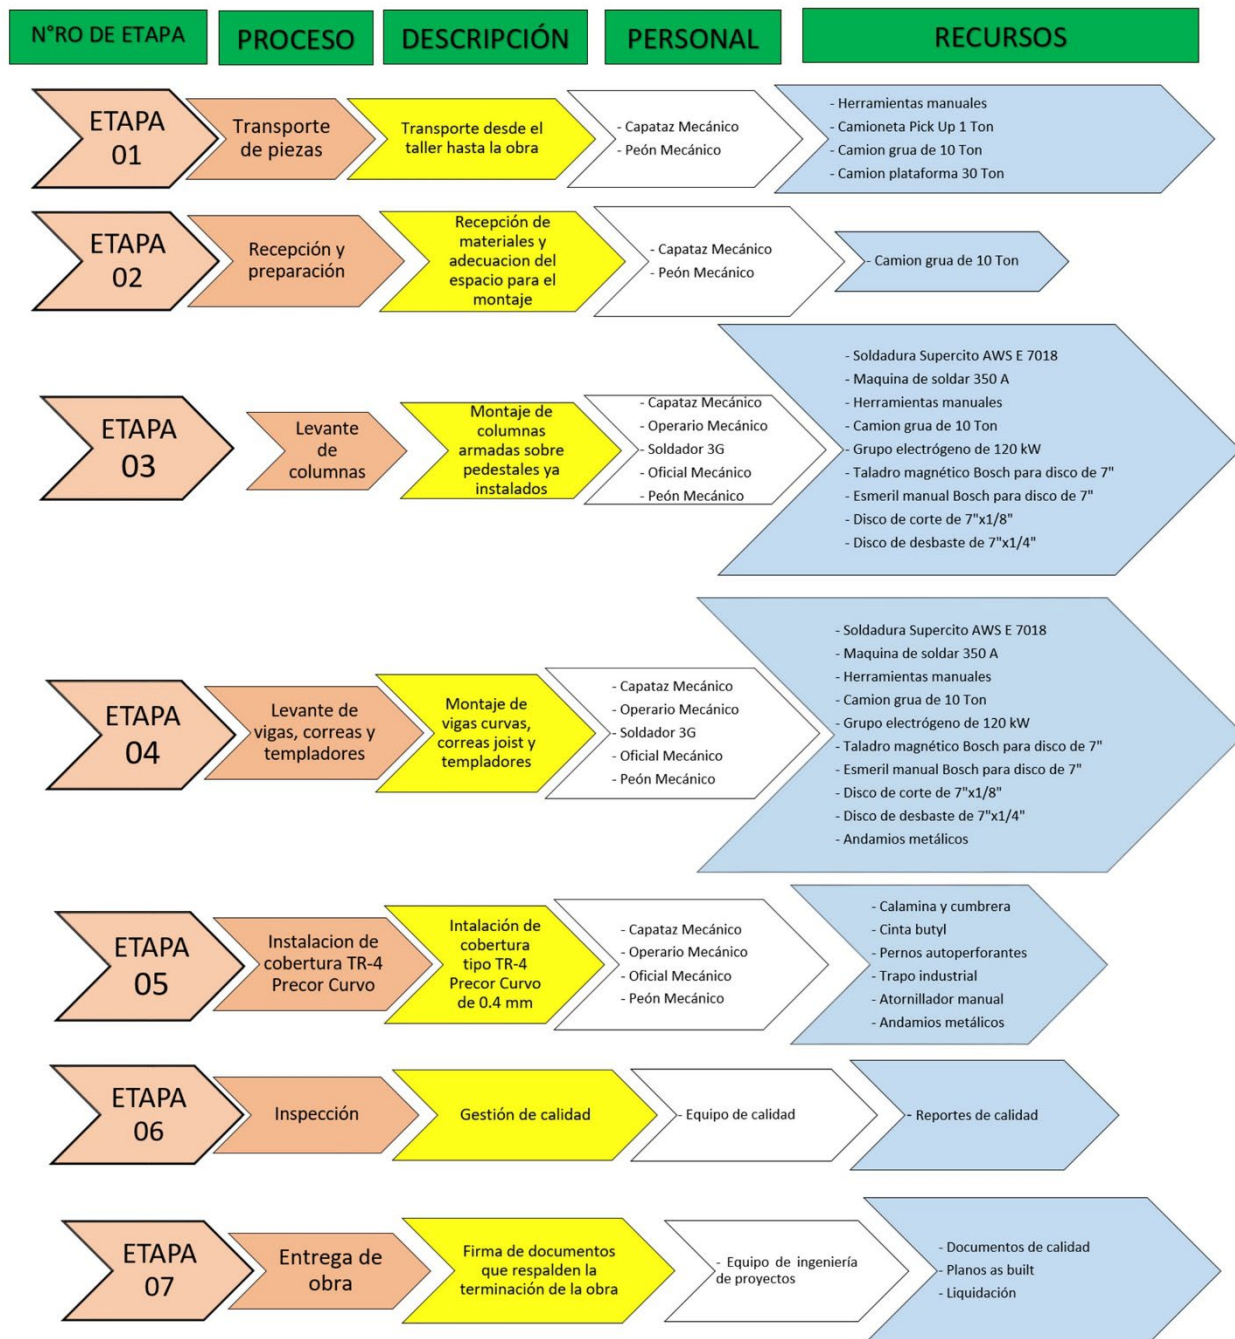 N°RO DE ETAPA
PROCESO
DESCRIPCIÓN
PERSONAL
RECURSOS
ETAPA
01
Transporte
de piezas
Transporte desde el
taller hasta la obra
- Capataz Mecánico
- Peón Mecánico
- Herramientas manuales
- Camioneta Pick Up 1 Ton
- Camion grua de 10 Ton
- Camion plataforma 30 Ton
ETAPA
02
Recepción y
preparación
Recepción de
materiales y
adecuacion del
espacio para el
montaje
- Capataz Mecánico
- Peón Mecánico
- Camion grua de 10 Ton
ETAPA
03
Levante
de
columnas
Montaje de
columnas
armadas sobre
pedestales ya
instalados
- Capataz Mecánico
- Operario Mecánico
- Soldador 3G
- Oficial Mecánico
- Peón Mecánico
- Soldadura Supercito AWS E 7018
- Maquina de soldar 350 A
- Herramientas manuales
- Camion grua de 10 Ton
- Grupo electrógeno de 120 kW
- Taladro magnético Bosch para disco de 7"
- Esmeril manual Bosch para disco de 7"
- Disco de corte de 7"x1/8"
- Disco de desbaste de 7"x1/4"
ETAPA
04
Levante de
vigas, correas y
templadores
Montaje de
vigas curvas,
correas joist y
templadores
- Capataz Mecánico
- Operario Mecánico
- Soldador 3G
- Oficial Mecánico
- Peón Mecánico
- Soldadura Supercito AWS E 7018
- Maquina de soldar 350 A
- Herramientas manuales
- Camion grua de 10 Ton
- Grupo electrógeno de 120 kW
- Taladro magnético Bosch para disco de 7"
- Esmeril manual Bosch para disco de 7"
- Disco de corte de 7"x1/8"
- Disco de desbaste de 7"x1/4"
- Andamios metálicos
ETAPA
05
Instalacion de
cobertura TR-4
Precor Curvo
Intalación de
cobertura
tipo TR-4
Precor Curvo
de 0.4 mm
- Capataz Mecánico
- Operario Mecánico
- Oficial Mecánico
- Peón Mecánico
- Calamina y cumbrera
- Cinta butyl
- Pernos autoperforantes
- Trapo industrial
- Atornillador manual
- Andamios metálicos
ETAPA
06
Inspección
Gestión de calidad
- Equipo de calidad
- Reportes de calidad
ETAPA
07
Entrega de
obra
Firma de documentos
que respalden la
terminación de la obra
- Equipo de ingeniería
de proyectos
- Documentos de calidad
- Planos as built
- Liquidación